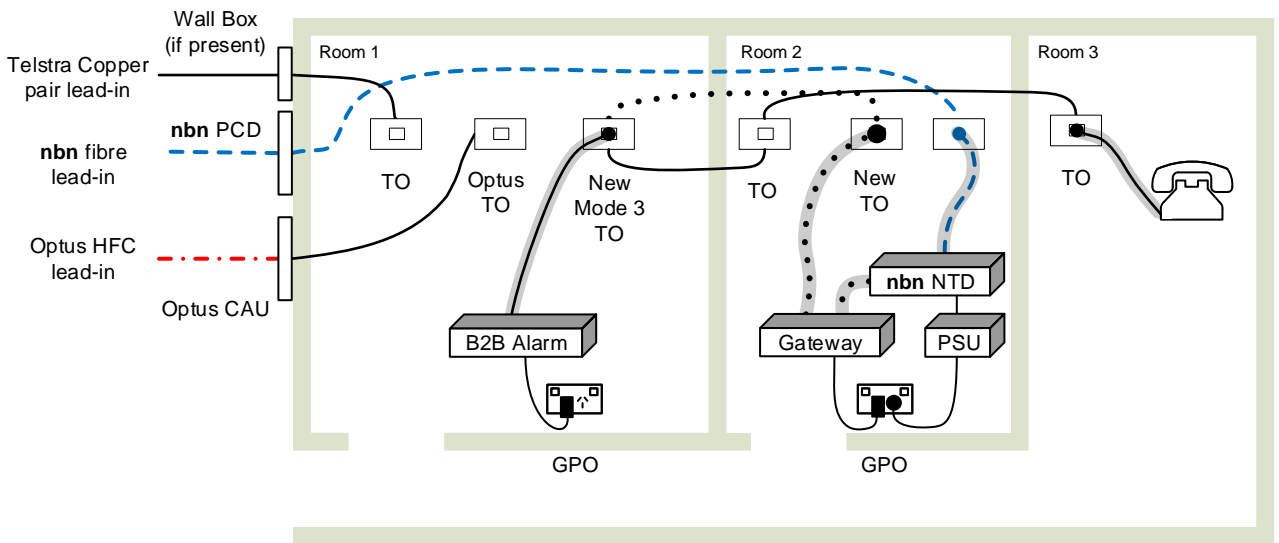 Wall Box
(if present)
Telstra Copper
pair lead-in
nbn PCD
nbn fibre
lead-in
Optus HFC
lead-in
Optus CAU
Room 1
TO
Optus
TO
New
Mode 3
TO
B2B Alarm
GPO
Room 2
TO
New
TO
nbn NTD
Gateway
PSU
GPO
Room 3
TO